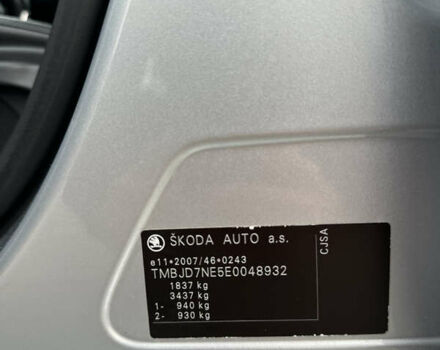 ŠKODA AUTO a.s.
e11*2007/46*0243
TMBJD7NE5E0048932
1837 kg
3437 kg
1- 940 kg
2- 930 kg
CJSA